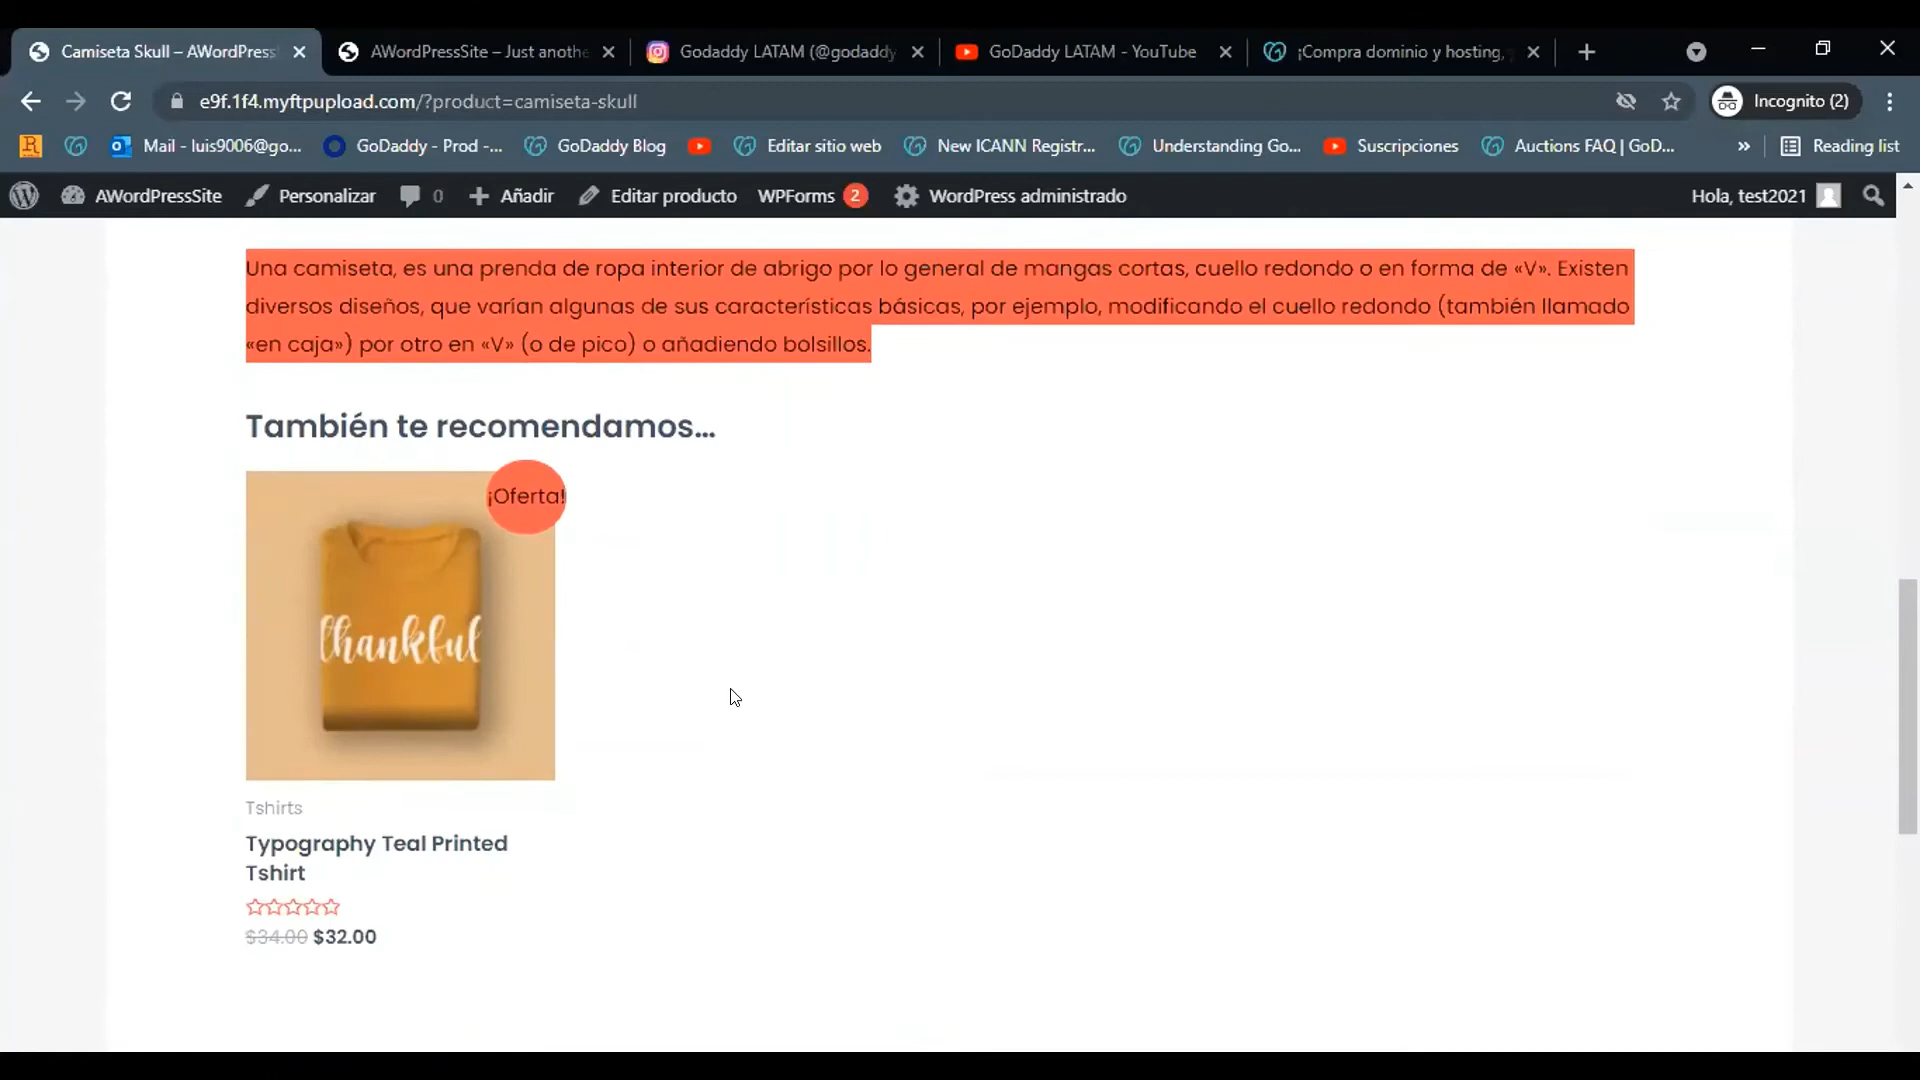 Camiseta Skull – AWordPress
AWordPressSite – Just anothe
Godaddy LATAM (@godaddy
GoDaddy LATAM - YouTube
¡Compra dominio y hosting,
e9f.1f4.myftpupload.com/?product=camiseta-skull
Incognito (2)
Mail - luis9006@go...
GoDaddy - Prod -...
GoDaddy Blog
Editar sitio web
New ICANN Registr...
Understanding Go...
Suscripciones
Auctions FAQ | GoD...
»
Reading list
AWordPressSite
Personalizar
0
Añadir
Editar producto
WPForms 2
WordPress administrado
Hola, test2021
Una camiseta, es una prenda de ropa interior de abrigo por lo general de mangas cortas, cuello redondo o en forma de «V». Existen
diversos diseños, que varían algunas de sus características básicas, por ejemplo, modificando el cuello redondo (también llamado
«en caja») por otro en «V» (o de pico) o añadiendo bolsillos.
También te recomendamos...
¡Oferta!
thankful
Tshirts
Typography Teal Printed
Tshirt
$34.00 $32.00